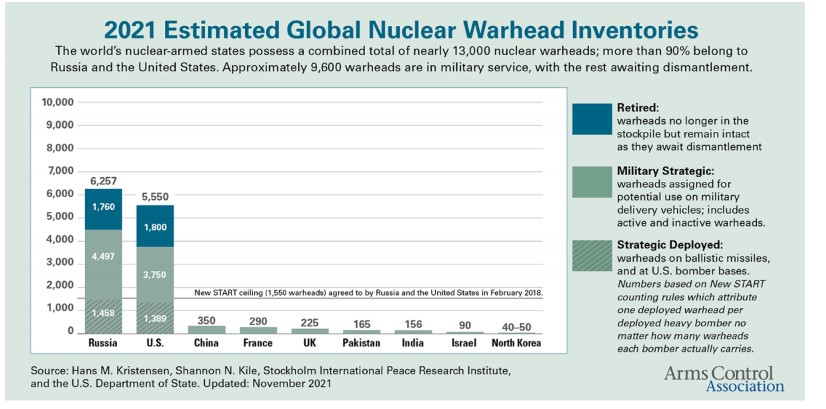 2021 Estimated Global Nuclear Warhead Inventories
The world's nuclear-armed states possess a combined total of nearly 13,000 nuclear warheads; more than 90% belong to
Russia and the United States. Approximately 9,600 warheads are in military service, with the rest awaiting dismantlement.
10,000
9,000
8,000
7,000
6,000
5,000
4,000
3,000
2,000
1,000
0
6,257
1,760
4,497
1,458
5,550
1,800
3,750
1,389
New START ceiling (1,550 warheads) agreed to by Russia and the United States in February 2018.
350
290
225
165
156
90
40–50
Russia
U.S.
China
France
UK
Pakistan
India
Israel
North Korea
Retired:
warheads no longer in the
stockpile but remain intact
as they await dismantlement
Military Strategic:
warheads assigned for
potential use on military
delivery vehicles; includes
active and inactive warheads.
Strategic Deployed:
warheads on ballistic missiles,
and at U.S. bomber bases.
Numbers based on New START
counting rules which attribute
one deployed warhead per
deployed heavy bomber no
matter how many warheads
each bomber actually carries.
Source: Hans M. Kristensen, Shannon N. Kile, Stockholm International Peace Research Institute,
and the U.S. Department of State. Updated: November 2021
Arms Control
Association